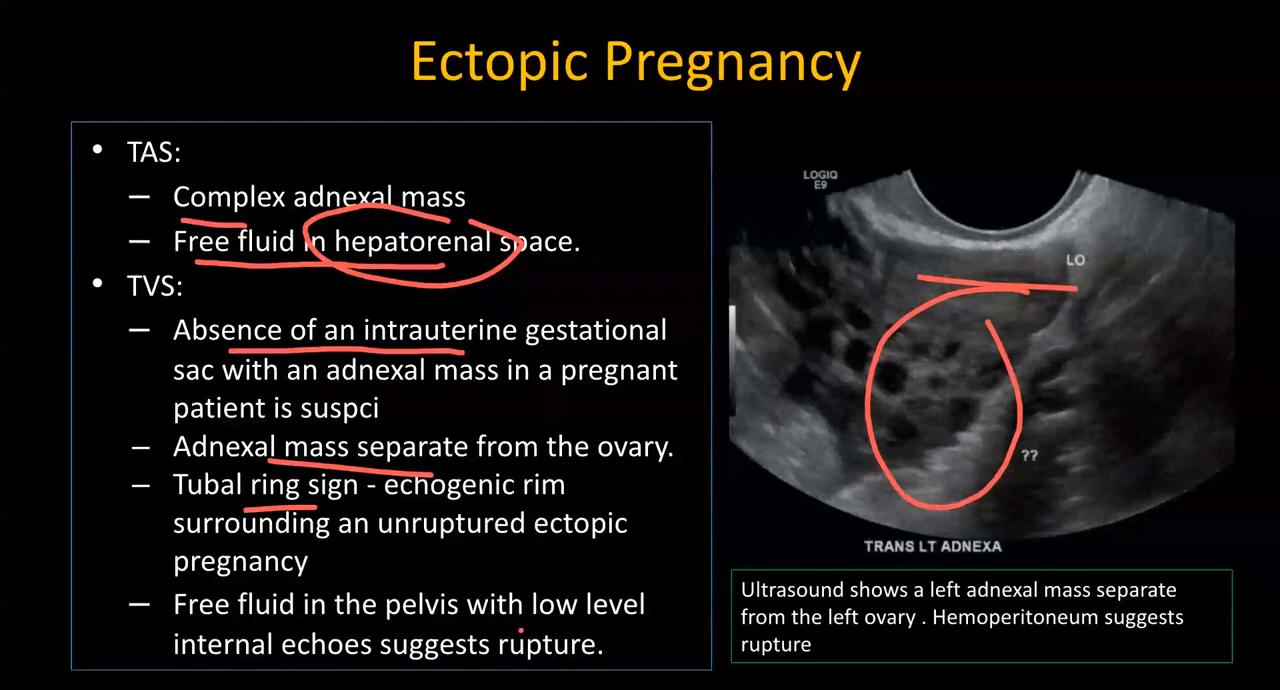 Ectopic Pregnancy
• TAS:
– Complex adnexal mass
– Free fluid in hepatorenal space.
• TVS:
– Absence of an intrauterine gestational
sac with an adnexal mass in a pregnant
patient is suspci
– Adnexal mass separate from the ovary.
– Tubal ring sign - echogenic rim
surrounding an unruptured ectopic
pregnancy
– Free fluid in the pelvis with low level
internal echoes suggests rupture.
LOGIQ
E9
LO
??
TRANS LT ADNEXA
Ultrasound shows a left adnexal mass separate
from the left ovary . Hemoperitoneum suggests
rupture